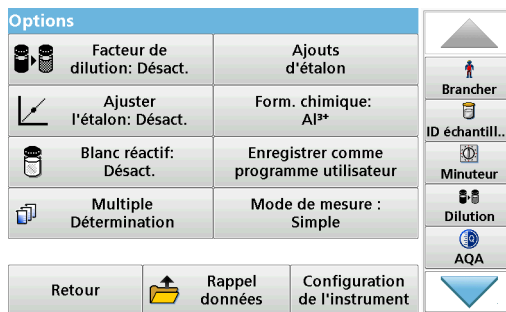 Options
Facteur de
dilution: Désact.
Ajouts
d'étalon
Ajuster
l'étalon: Désact.
Form. chimique:
Al³⁺
Blanc réactif:
Désact.
Enregistrer comme
programme utilisateur
Multiple
Détermination
Mode de mesure :
Simple
Retour
Rappel
données
Configuration
de l'instrument
Brancher
ID échantill..
Minuteur
Dilution
AQA